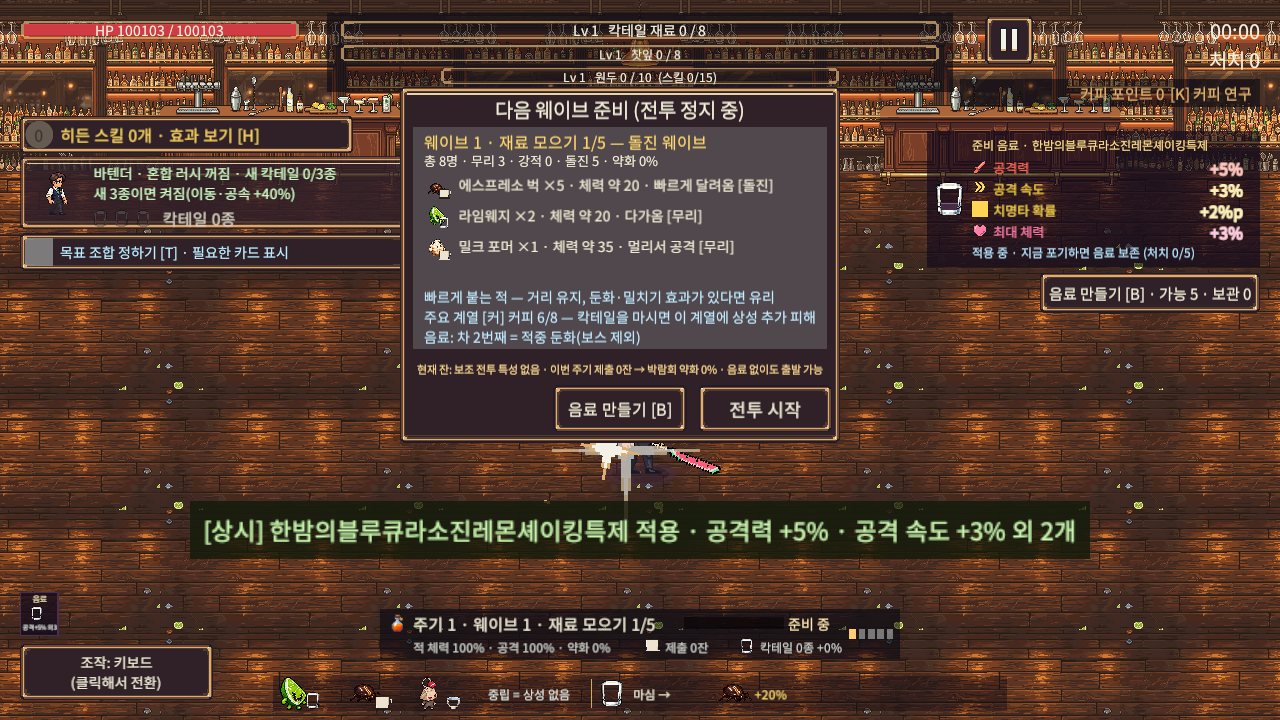 HP 100103 / 100103
Lv1 칵테일 재료 0 / 8
Lv1 찻잎 0 / 8
Lv1 원두 0 / 10 (스킬 0/15)
00:00
처치 0
커피 포인트 0 [K] 커피 연구
0 히든 스킬 0개 · 효과 보기 [H]
바텐더 · 혼합 러시 꺼짐 · 새 칵테일 0/3종
새 3종이면 켜짐(이동·공속 +40%)
칵테일 0종
목표 조합 정하기 [T] · 필요한 카드 표시
다음 웨이브 준비 (전투 정지 중)
웨이브 1 · 재료 모으기 1/5 — 돌진 웨이브
총 8명 · 무리 3 · 강적 0 · 돌진 5 · 약화 0%
에스프레소 벅 ×5 · 체력 약 20 · 빠르게 달려옴 [돌진]
라임웨지 ×2 · 체력 약 20 · 다가옴 [무리]
밀크 포머 ×1 · 체력 약 35 · 멀리서 공격 [무리]
빠르게 붙는 적 — 거리 유지, 둔화·밀치기 효과가 있다면 유리
주요 계열 [커] 커피 6/8 — 칵테일을 마시면 이 계열에 상성 추가 피해
음료: 차 2번째 = 적중 둔화(보스 제외)
현재 잔: 보조 전투 특성 없음 · 이번 주기 제출 0잔 → 박람회 약화 0% · 음료 없이도 출발 가능
음료 만들기 [B]
전투 시작
준비 음료 · 한밤의블루큐라소진레몬셰이킹특제
공격력 +5%
공격 속도 +3%
치명타 확률 +2%p
최대 체력 +3%
적용 중 · 지금 포기하면 음료 보존 (처치 0/5)
음료 만들기 [B] · 가능 5 · 보관 0
[상시] 한밤의블루큐라소진레몬셰이킹특제 적용 · 공격력 +5% · 공격 속도 +3% 외 2개
음료
조작: 키보드
(클릭해서 전환)
주기 1 · 웨이브 1 · 재료 모으기 1/5
준비 중
적 체력 100% · 공격 100% · 약화 0%
제출 0잔
칵테일 0종 +0%
중립 = 상성 없음
마심 →
+20%